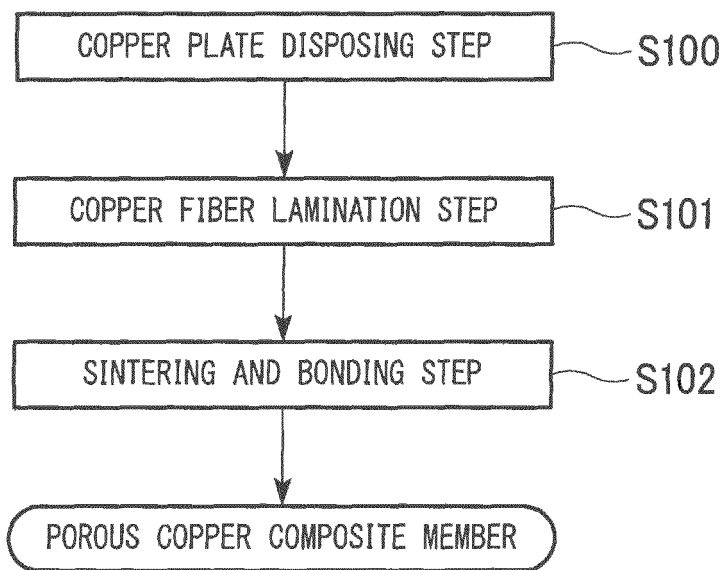 COPPER PLATE DISPOSING STEP S100
COPPER FIBER LAMINATION STEP S101
SINTERING AND BONDING STEP S102
POROUS COPPER COMPOSITE MEMBER